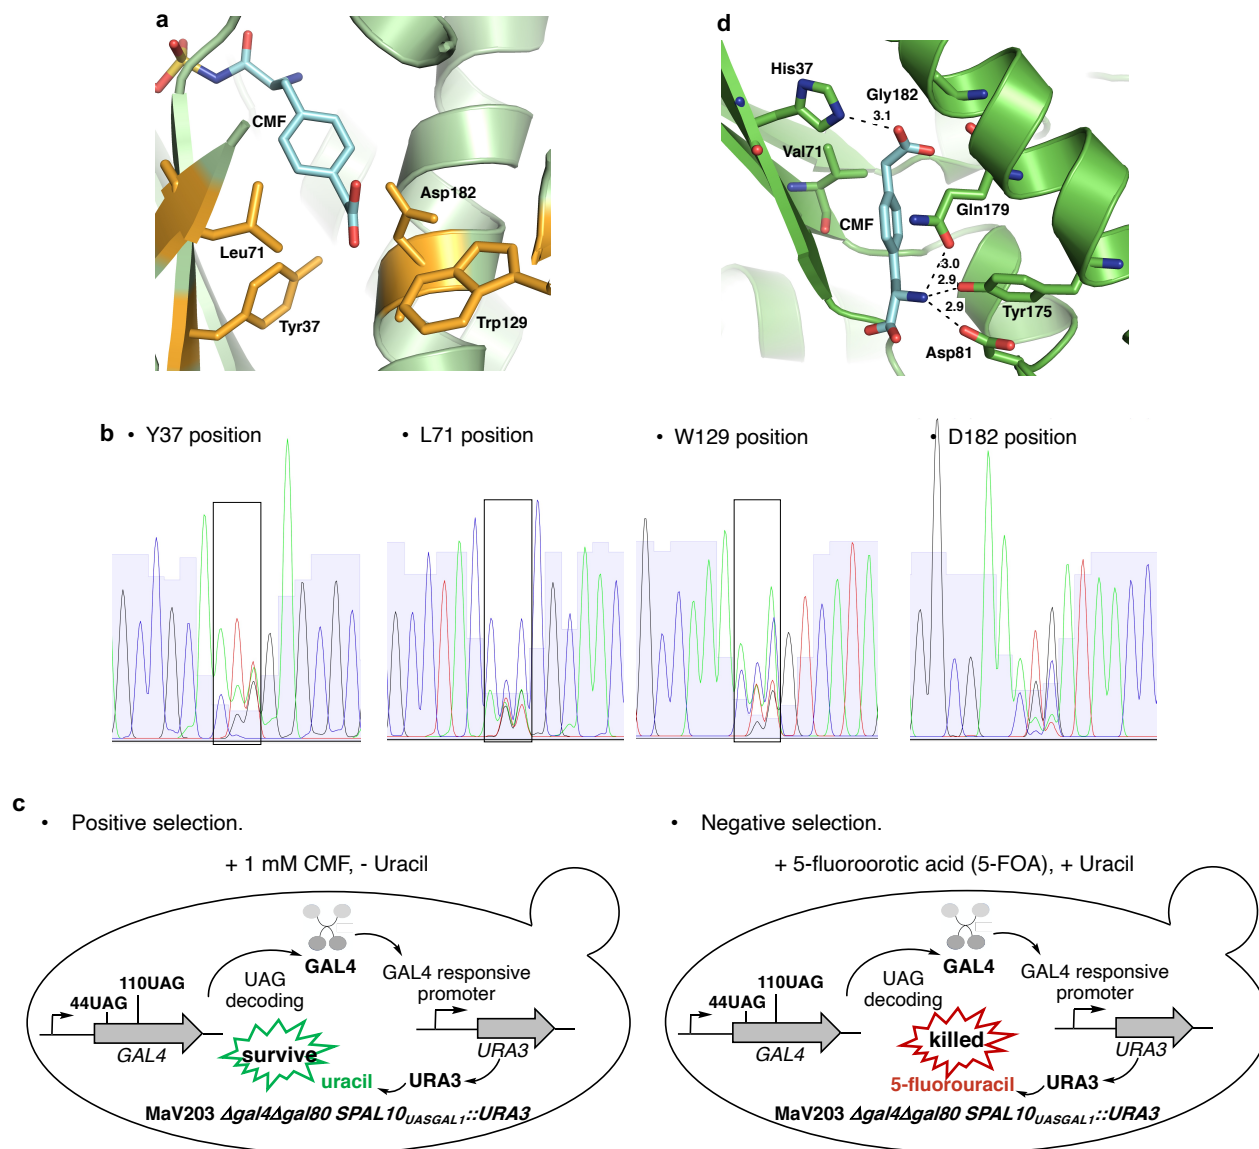 a
CMF
Asp182
Leu71
Tyr37
Trp129
d
His37
Gly182
3.1
Val71
CMF
Gln179
3.0
2.9
2.9
Tyr175
Asp81
b
• Y37 position
• L71 position
• W129 position
• D182 position
c
• Positive selection.
+ 1 mM CMF, - Uracil
GAL4
110UAG
44UAG
UAG
decoding
GAL4 responsive
promoter
GAL4
survive
uracil
URA3
URA3
MaV203 Δgal4Δgal80 SPAL10UASGAL1::URA3
• Negative selection.
+ 5-fluoroorotic acid (5-FOA), + Uracil
GAL4
110UAG
44UAG
UAG
decoding
GAL4 responsive
promoter
GAL4
killed
5-fluorouracil
URA3
URA3
MaV203 Δgal4Δgal80 SPAL10UASGAL1::URA3